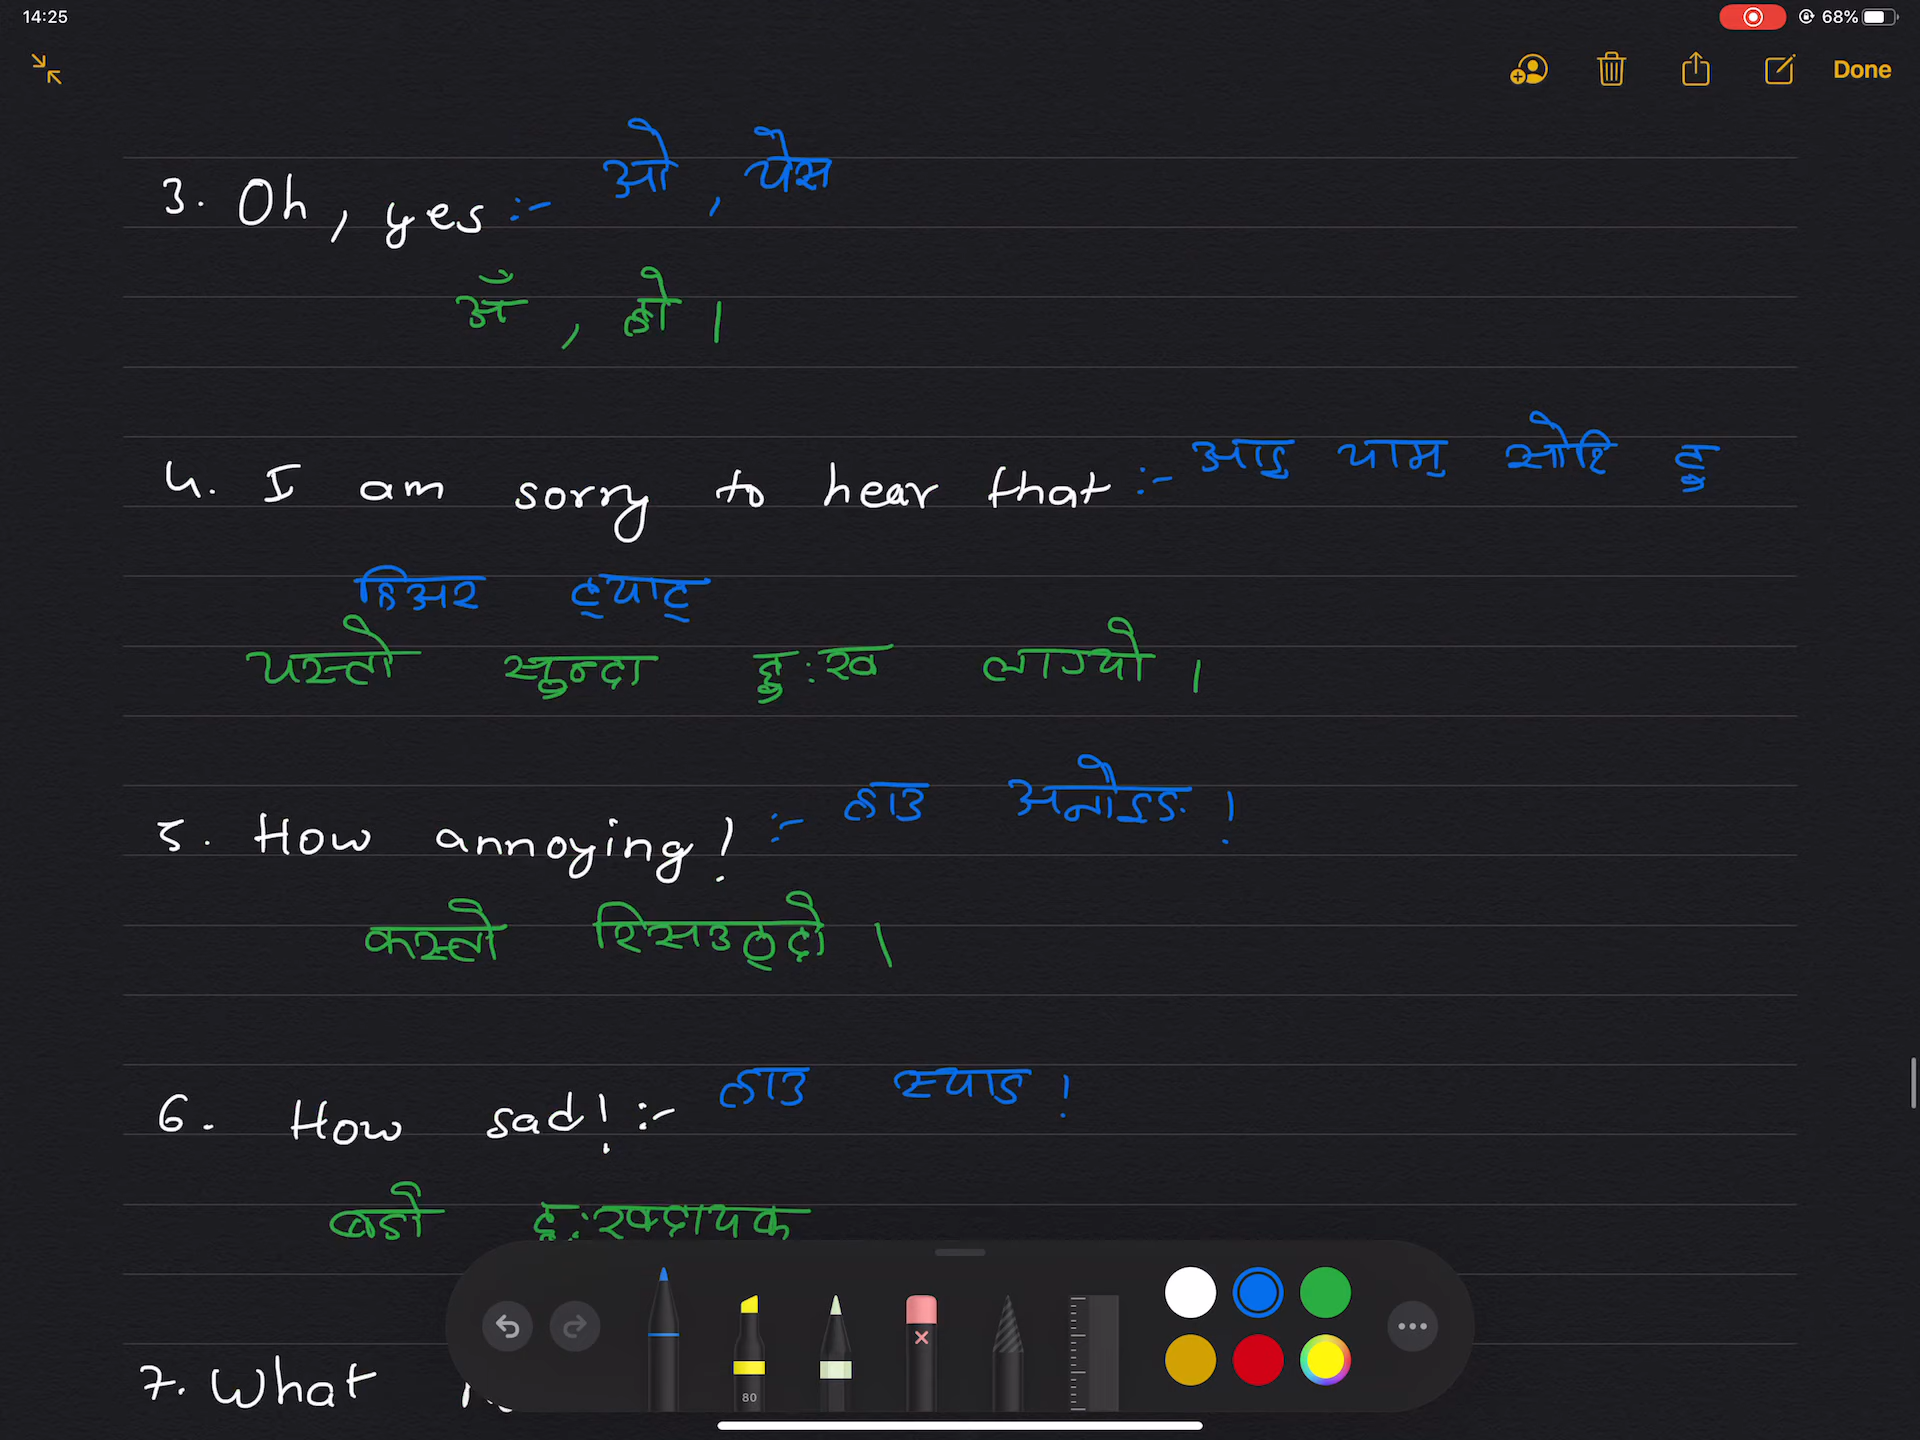 14:25
68%
Done
3. Oh, yes :- ओ, येस
अँ, हो ।
4. I am sorry to hear that :- आइ याम् सोरि टु
हिअर ट्याट्
यस्तो सुन्दा दुःख लाग्यो ।
5. How annoying! :- हाउ अनोइङ !
कस्तो रिसउठ्दो ।
6. How sad! :- हाउ स्याड !
बडो दुःखदायक
7. What
80